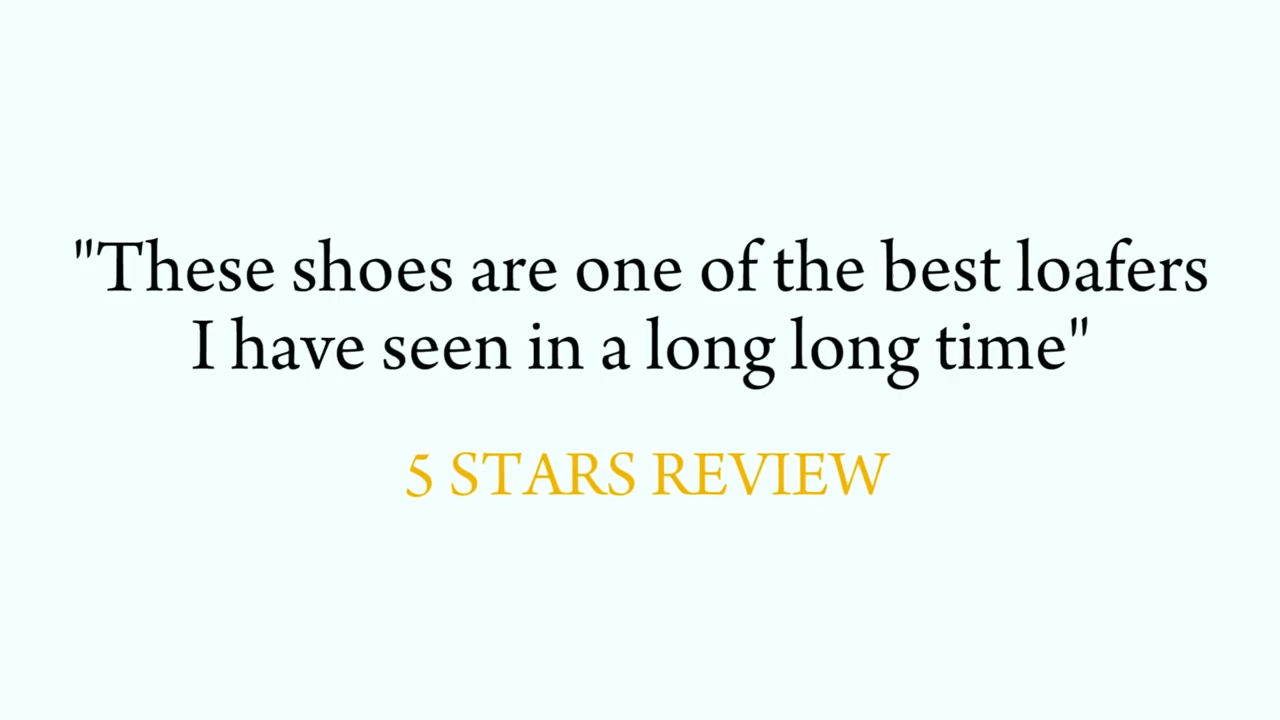 "These shoes are one of the best loafers
I have seen in a long long time"
5 STARS REVIEW